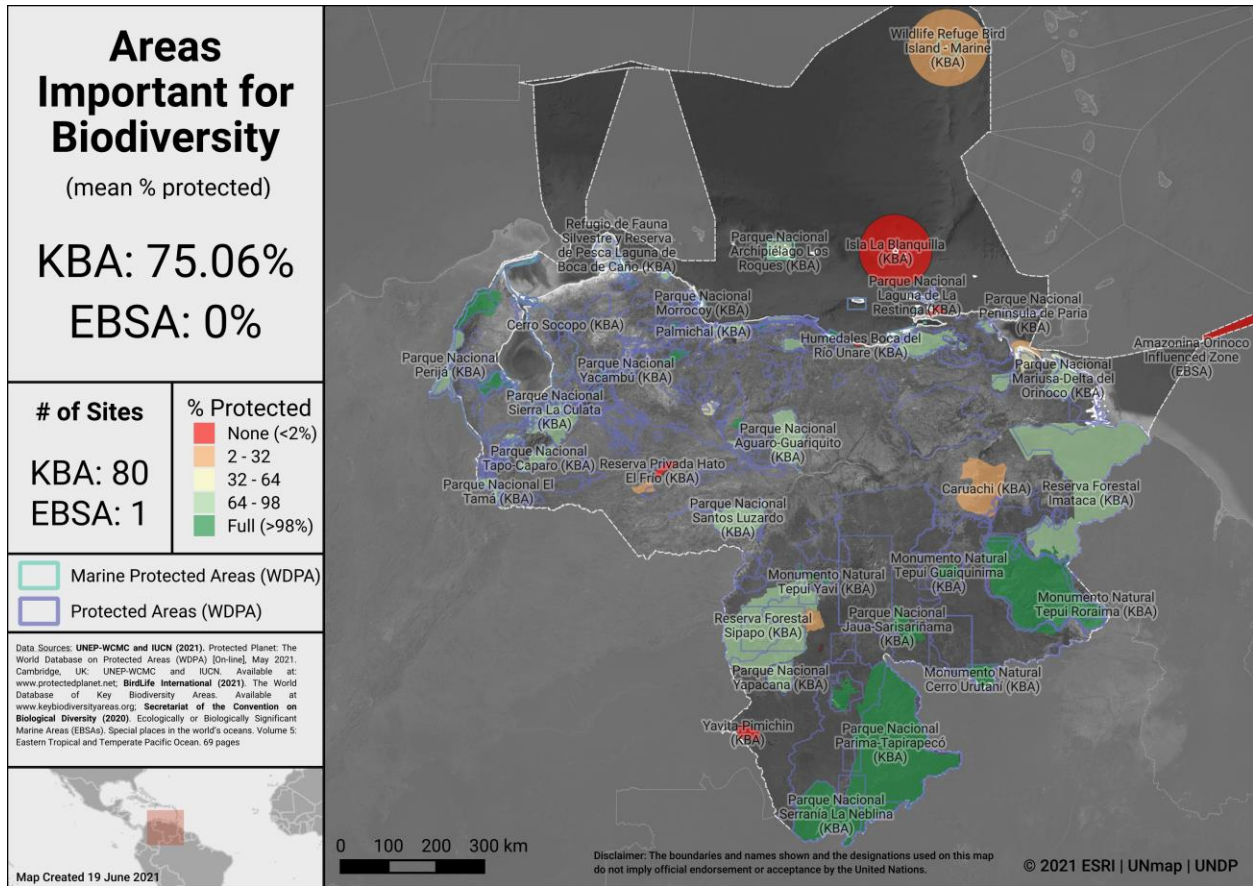 Areas
Important for
Biodiversity
(mean % protected)
KBA: 75.06%
EBSA: 0%
# of Sites
KBA: 80
EBSA: 1
% Protected
None (<2%)
2 - 32
32 - 64
64 - 98
Full (>98%)
Marine Protected Areas (WDPA)
Protected Areas (WDPA)
Data Sources: UNEP-WCMC and IUCN (2021). Protected Planet: The
World Database on Protected Areas (WDPA) [On-line], May 2021.
Cambridge, UK: UNEP-WCMC and IUCN. Available at:
www.protectedplanet.net; BirdLife International (2021). The World
Database of Key Biodiversity Areas. Available at
www.keybiodiversityareas.org; Secretariat of the Convention on
Biological Diversity (2020). Ecologically or Biologically Significant
Marine Areas (EBSAs). Special places in the world's oceans. Volume 5:
Eastern Tropical and Temperate Pacific Ocean. 69 pages
Map Created 19 June 2021
Wildlife Refuge Bird
Island - Marine
(KBA)
Refugio de Fauna
Silvestre y Reserva
de Pesca Laguna de
Boca de Caño (KBA)
Parque Nacional
Archipiélago Los
Roques (KBA)
Isla La Blanquilla
(KBA)
Parque Nacional
Laguna de La
Restinga (KBA)
Parque Nacional
Península de Paria
(KBA)
Parque Nacional
Morrocoy (KBA)
Cerro Socopo (KBA)
Palmichal (KBA)
Humedales Boca del
Río Unare (KBA)
Amazonina-Orinoco
Influenced Zone
(EBSA)
Parque Nacional
Perijá (KBA)
Parque Nacional
Yacambú (KBA)
Parque Nacional
Mariusa-Delta del
Orinoco (KBA)
Parque Nacional
Sierra La Culata
(KBA)
Parque Nacional
Aguaro-Guariquito
(KBA)
Parque Nacional
Tapo-Caparo (KBA)
Reserva Privada Hato
El Frío (KBA)
Parque Nacional El
Tamá (KBA)
Caruachi (KBA)
Reserva Forestal
Imataca (KBA)
Parque Nacional
Santos Luzardo
(KBA)
Monumento Natural
Tepui Yaví (KBA)
Monumento Natural
Tepui Guaiquinima
(KBA)
Monumento Natural
Tepui Roraima (KBA)
Reserva Forestal
Sipapo (KBA)
Parque Nacional
Jaua-Sarisariñama
(KBA)
Parque Nacional
Yapacana (KBA)
Monumento Natural
Cerro Urutaní (KBA)
Yavita-Pimichin
(KBA)
Parque Nacional
Parima-Tapirapecó
(KBA)
Parque Nacional
Serranía La Neblina
(KBA)
0 100 200 300 km
Disclaimer: The boundaries and names shown and the designations used on this map
do not imply official endorsement or acceptance by the United Nations.
© 2021 ESRI | UNmap | UNDP